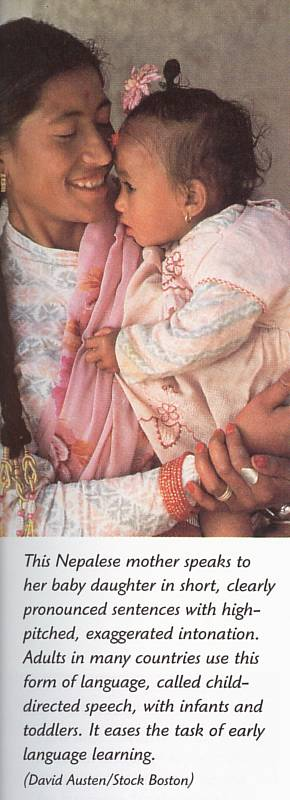 This Nepalese mother speaks to
her baby daughter in short, clearly
pronounced sentences with high-
pitched, exaggerated intonation.
Adults in many countries use this
form of language, called child-
directed speech, with infants and
toddlers. It eases the task of early
language learning.
(David Austen/Stock Boston)